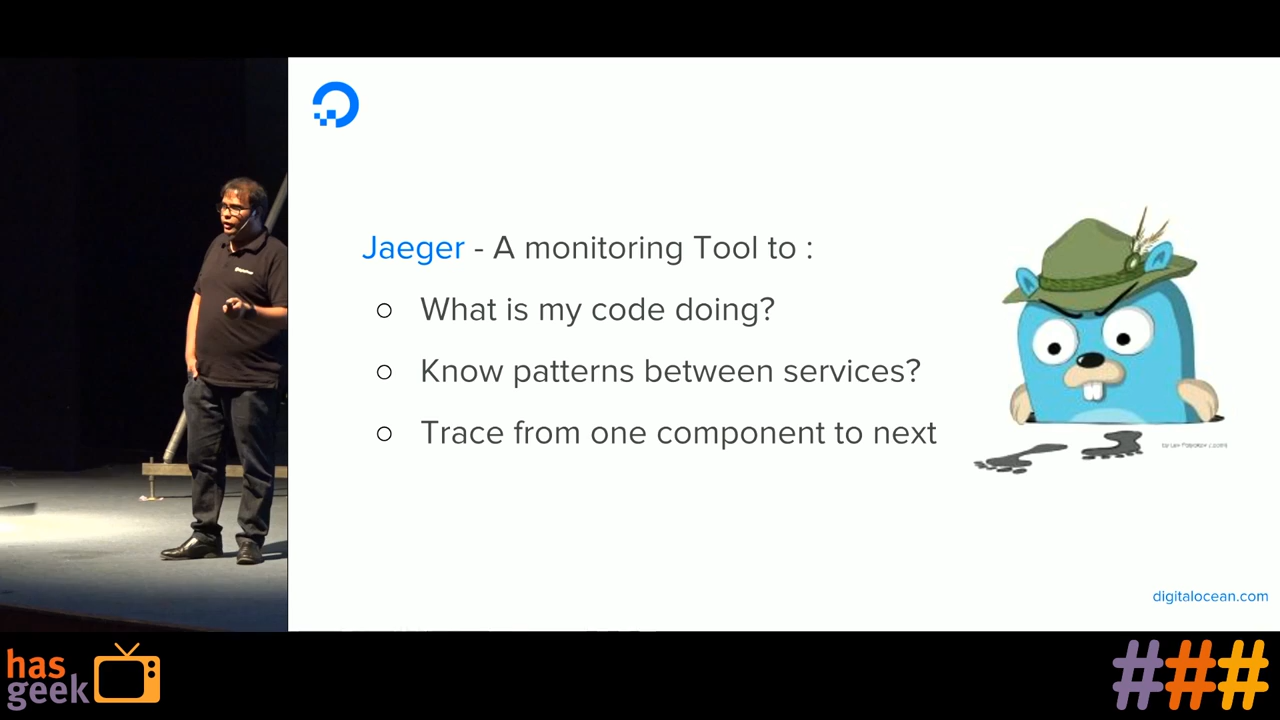 Jaeger - A monitoring Tool to :
○ What is my code doing?
○ Know patterns between services?
○ Trace from one component to next
digitalocean.com
has
geek
###